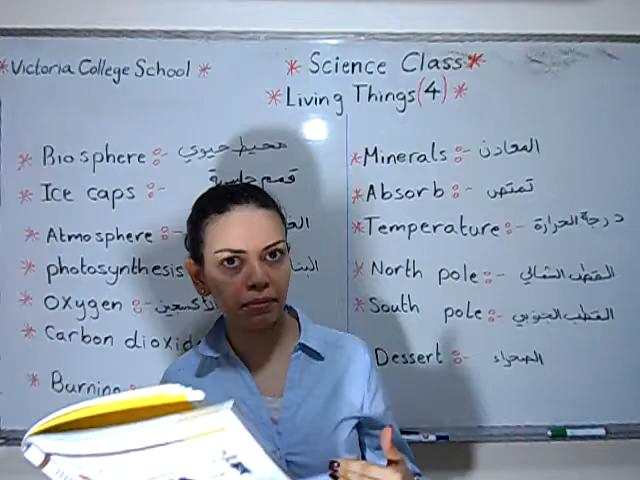 *Victoria College School *
* Science Class *
* Living Things (4) *
* Biosphere :- محيط حيوي
* Ice caps :- قمم جليدية
* Atmosphere :-
* photosynthesis
* Oxygen :- الأكسجين
* Carbon
* Burning :-
* Minerals :- المعادن
* Absorb :- تمتص
* Temperature :- درجة الحرارة
* North pole :- القطب الشمالي
* South pole :- القطب الجنوبي
Dessert :- الصحراء